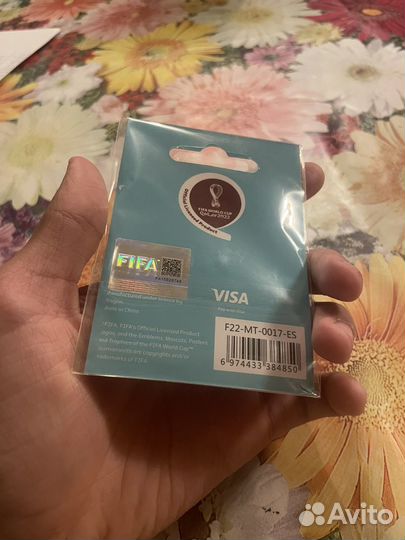 FIFA WORLD CUP
QATAR 2022
Official Licensed Product
FIFA
Manufactured under licence by
Made in China
VISA
F22-MT-0017-ES
6 974433 384850
©FIFA, FIFA's Official Licensed Product
Logos, and the Emblems, Mascots, Posters
and Trophies of the FIFA World Cup™
tournaments are copyrights and/or
trademarks of FIFA.
Avito